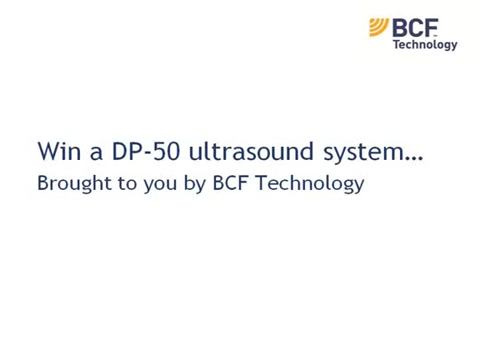 BCF
Technology
Win a DP-50 ultrasound system…
Brought to you by BCF Technology